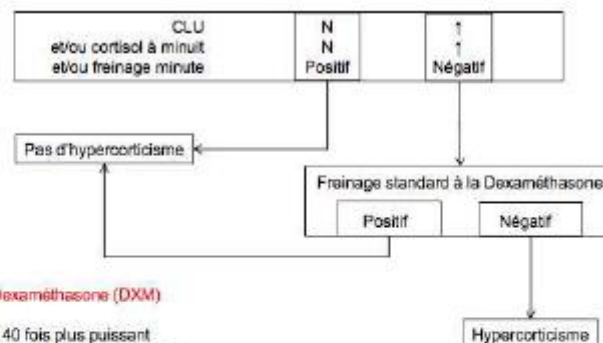 CLU N ↑
et/ou cortisol à minuit N ↑
et/ou freinage minute Positif Négatif
Pas d'hypercorticisme
Freinage standard à la Dexaméthasone
Positif Négatif
Dexaméthasone (DXM)
40 fois plus puissant
Hypercorticisme